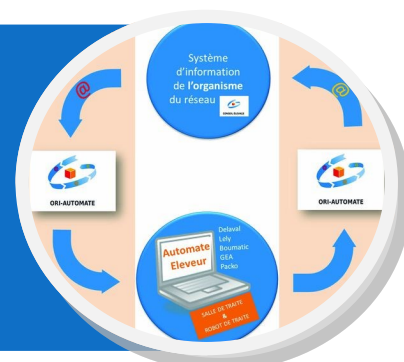 Système
d'information
de l'organisme
du réseau
@
@
ORI-AUTOMATE
ORI-AUTOMATE
Automate
Eleveur
Delaval
Lely
Boumatic
GEA
Packo
SALLE DE TRAITE
&
ROBOT DE TRAITE